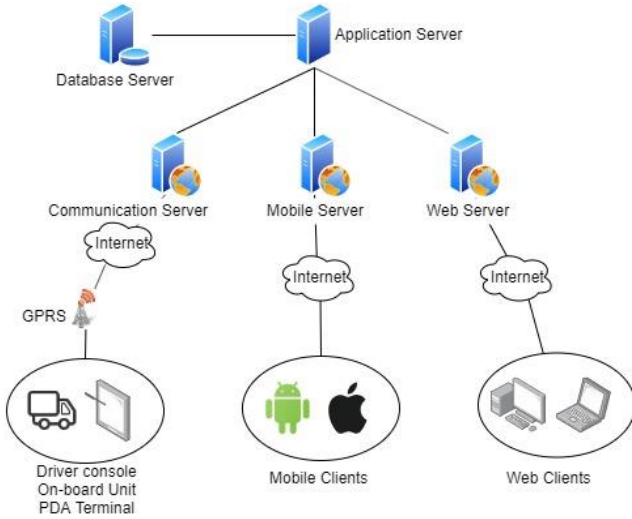 Application Server
Database Server
Communication Server
Mobile Server
Web Server
Internet
Internet
Internet
GPRS
Driver console
On-board Unit
PDA Terminal
Mobile Clients
Web Clients